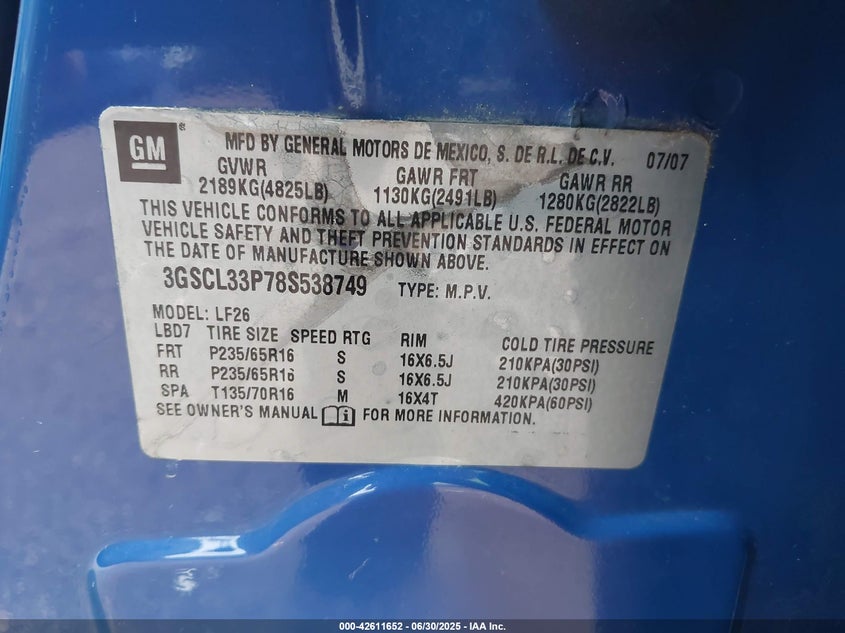 GM ®
MFD BY GENERAL MOTORS DE MEXICO, S. DE R.L. DE C.V. 07/07
GVWR GAWR FRT GAWR RR
2189KG(4825LB) 1130KG(2491LB) 1280KG(2822LB)
THIS VEHICLE CONFORMS TO ALL APPLICABLE U.S. FEDERAL MOTOR
VEHICLE SAFETY AND THEFT PREVENTION STANDARDS IN EFFECT ON
THE DATE OF MANUFACTURE SHOWN ABOVE.
3GSCL33P78S538749 TYPE: M.P.V.
MODEL: LF26
LBD7 TIRE SIZE SPEED RTG RIM COLD TIRE PRESSURE
FRT P235/65R16 S 16X6.5J 210KPA(30PSI)
RR P235/65R16 S 16X6.5J 210KPA(30PSI)
SPA T135/70R16 M 16X4T 420KPA(60PSI)
SEE OWNER'S MANUAL FOR MORE INFORMATION.
000-42611652 - 06/30/2025 - IAA Inc.